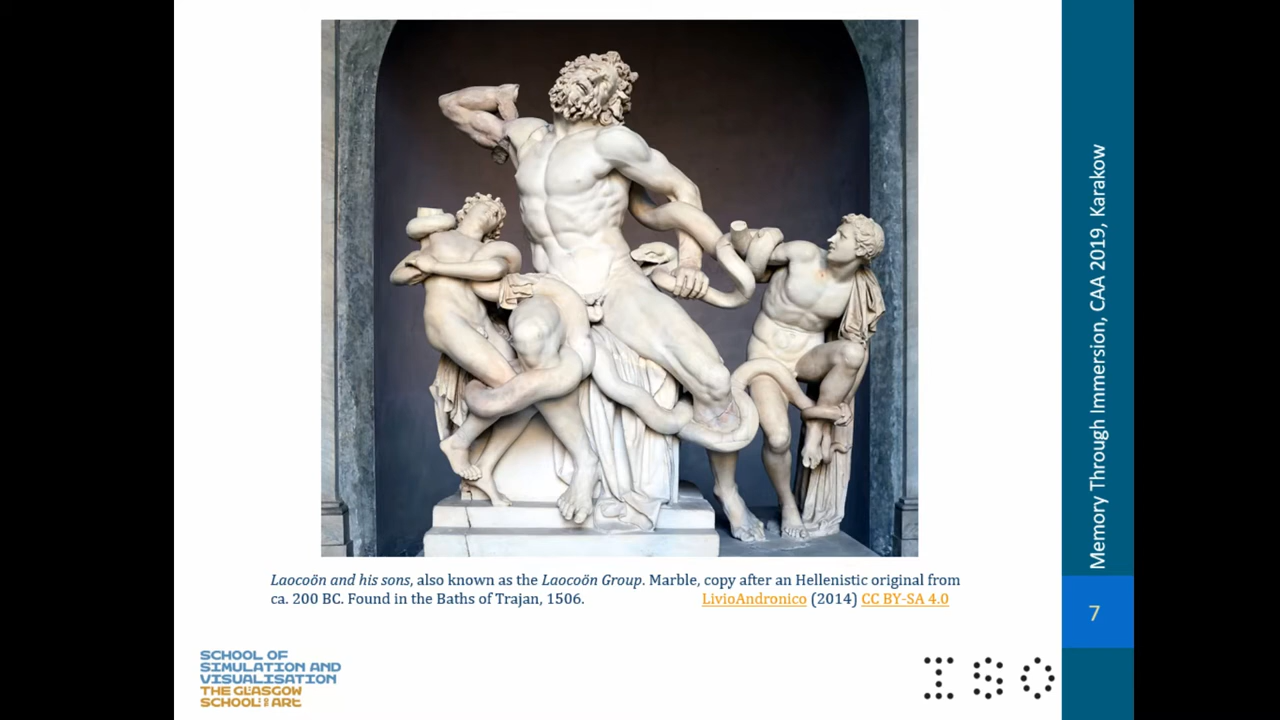 Laocoön and his sons, also known as the Laocoön Group. Marble, copy after an Hellenistic original from
ca. 200 BC. Found in the Baths of Trajan, 1506. LivioAndronico (2014) CC BY-SA 4.0
SCHOOL OF
SIMULATION AND
VISUALISATION
THE GLASGOW
SCHOOL OF ART
ISO
Memory Through Immersion, CAA 2019, Karakow
7